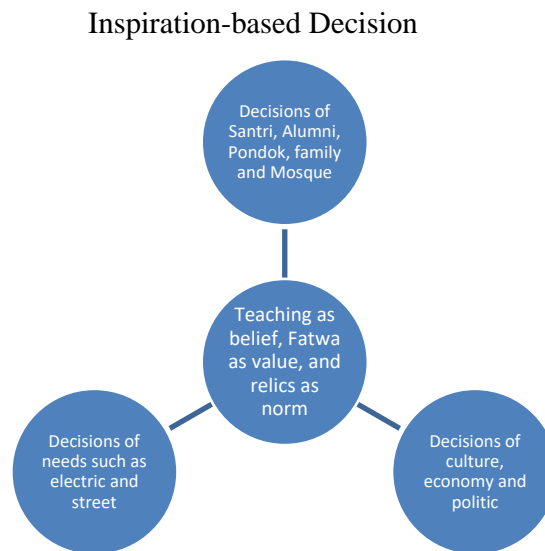 Inspiration-based Decision
Decisions of
Santri, Alumni,
Pondok, family
and Mosque
Teaching as
belief, Fatwa
as value, and
relics as
norm
Decisions of
needs such as
electric and
street
Decisions of
culture,
economy and
politic